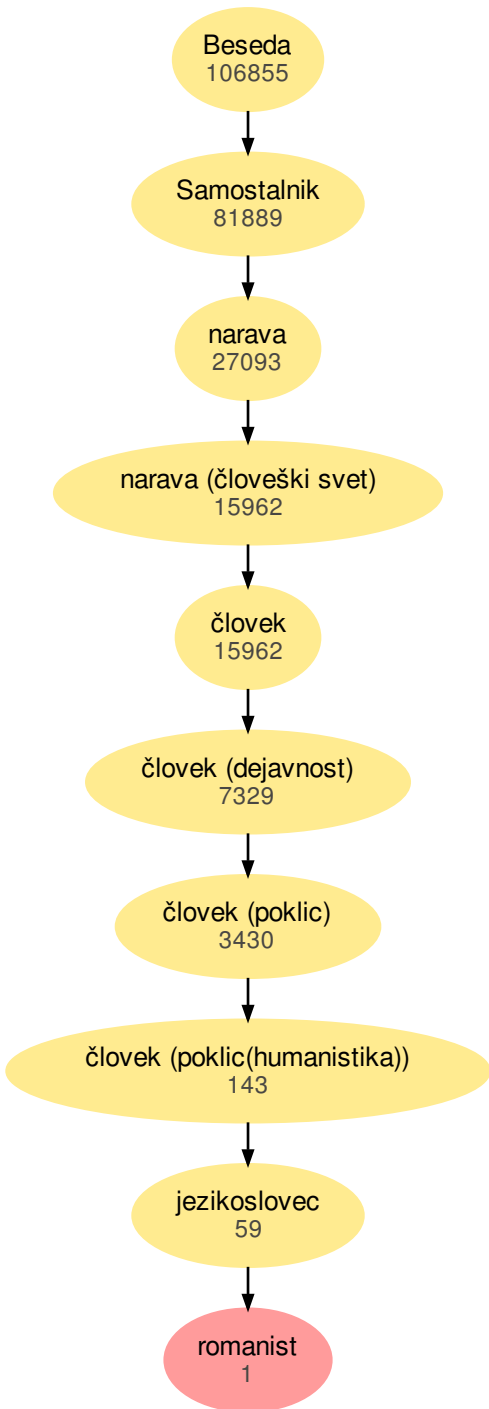 Beseda
106855
Samostalnik
81889
narava
27093
narava (človeški svet)
15962
človek
15962
človek (dejavnost)
7329
človek (poklic)
3430
človek (poklic(humanistika))
143
jezikoslovec
59
romanist
1